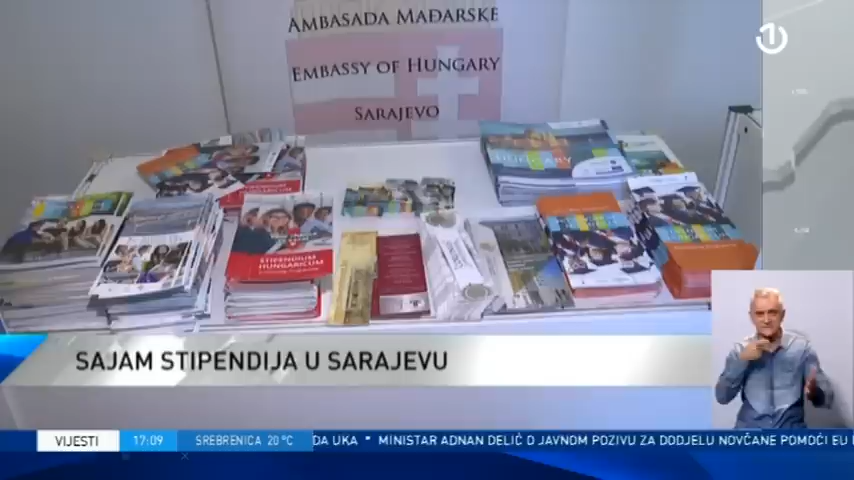 AMBASADA MAĐARSKE
EMBASSY OF HUNGARY
SARAJEVO
HUNGARY
STIPENDIUM
HUNGARICUM
SAJAM STIPENDIJA U SARAJEVU
VIJESTI 17:09 SREBRENICA 20°C DA UKA * MINISTAR ADNAN DELIĆ O JAVNOM POZIVU ZA DODJELU NOVČANE POMOĆI EU